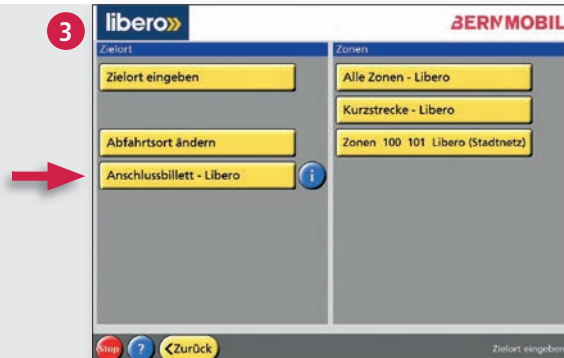 3
libero»
BERNMOBIL
Zielort
Zonen
Zielort eingeben
Alle Zonen - Libero
Kurzstrecke - Libero
Abfahrtsort ändern
Zonen 100 101 Libero (Stadtnetz)
Anschlussbillett - Libero
i
Stop
?
<Zurück
Zielort eingeben